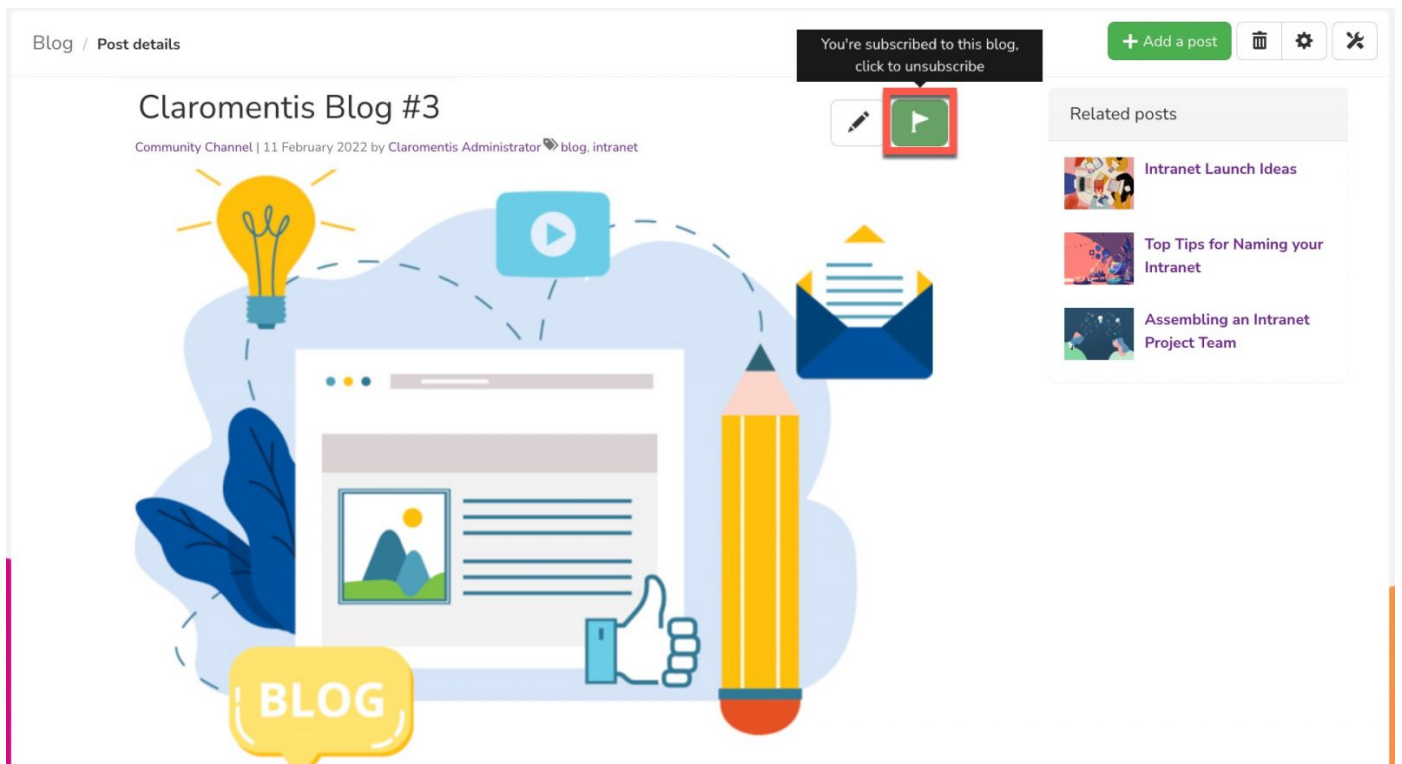 Blog / Post details
You're subscribed to this blog,
click to unsubscribe
+ Add a post
Claromentis Blog #3
Community Channel | 11 February 2022 by Claromentis Administrator blog, intranet
Related posts
Intranet Launch Ideas
Top Tips for Naming your
Intranet
Assembling an Intranet
Project Team
BLOG